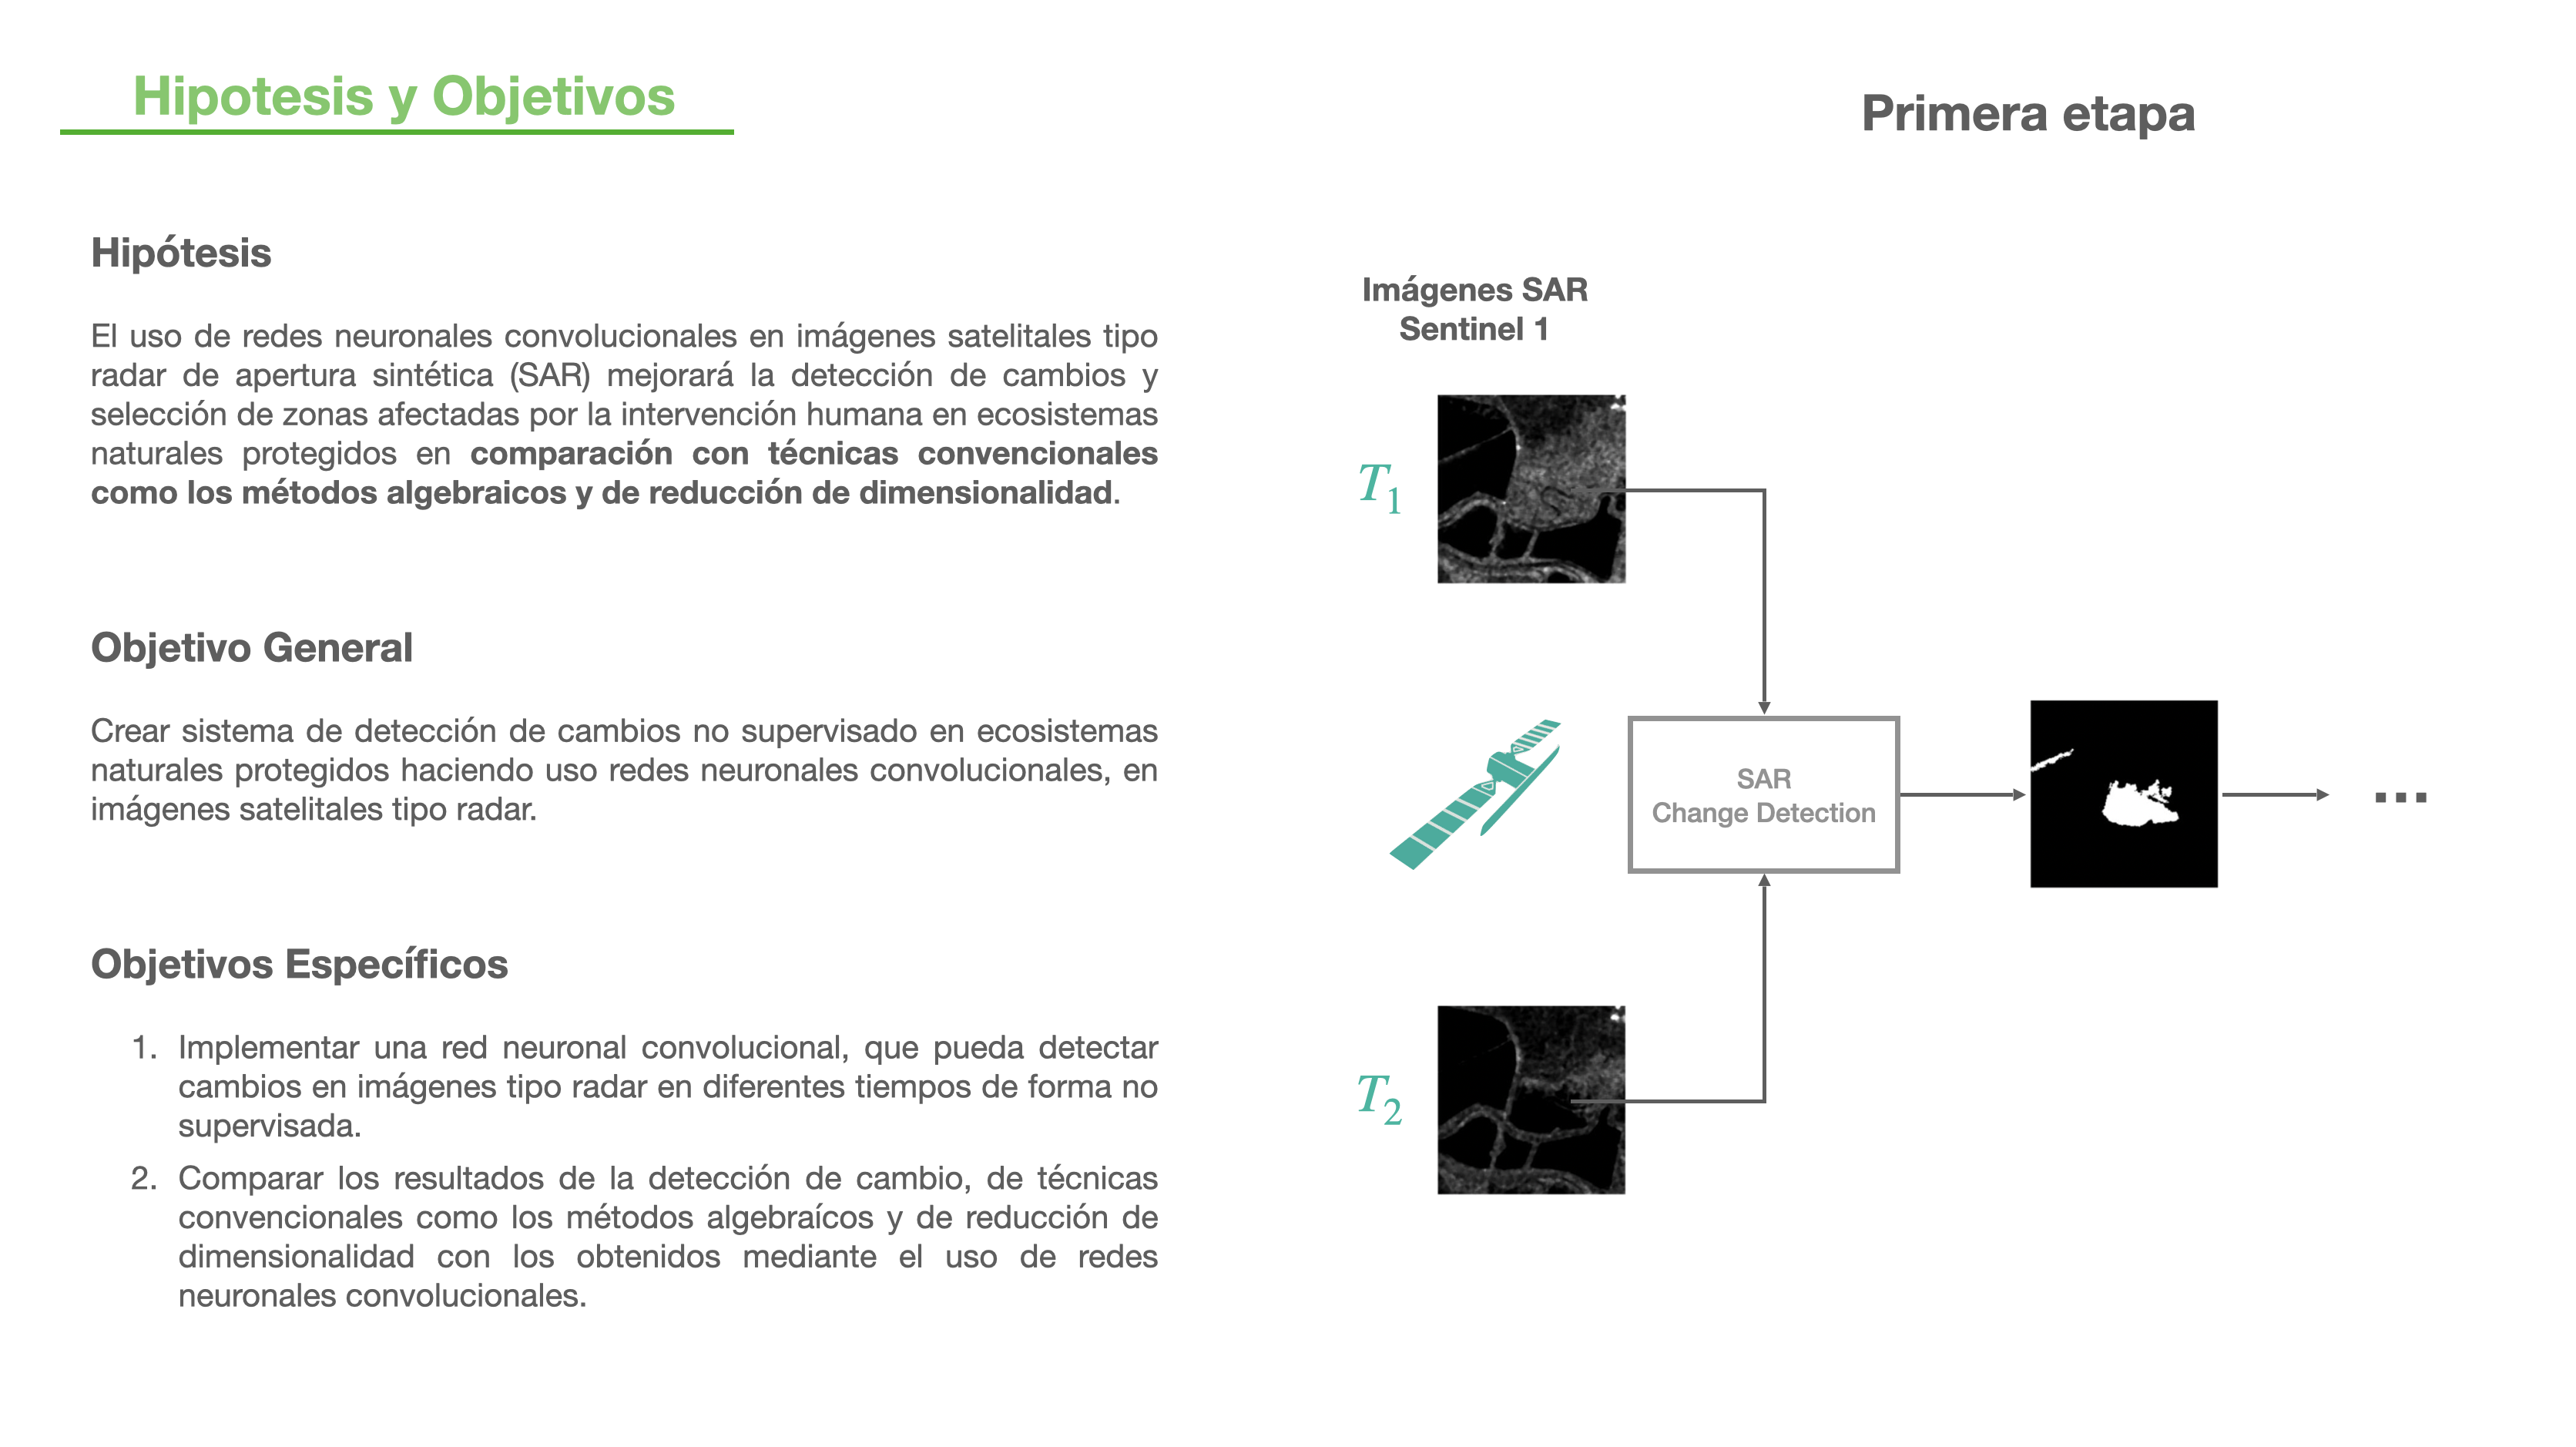 Hipotesis y Objetivos
Primera etapa
Hipótesis
El uso de redes neuronales convolucionales en imágenes satelitales tipo
radar de apertura sintética (SAR) mejorará la detección de cambios y
selección de zonas afectadas por la intervención humana en ecosistemas
naturales protegidos en comparación con técnicas convencionales
como los métodos algebraicos y de reducción de dimensionalidad.
Objetivo General
Crear sistema de detección de cambios no supervisado en ecosistemas
naturales protegidos haciendo uso redes neuronales convolucionales, en
imágenes satelitales tipo radar.
Objetivos Específicos
1. Implementar una red neuronal convolucional, que pueda detectar
cambios en imágenes tipo radar en diferentes tiempos de forma no
supervisada.
2. Comparar los resultados de la detección de cambio, de técnicas
convencionales como los métodos algebraícos y de reducción de
dimensionalidad con los obtenidos mediante el uso de redes
neuronales convolucionales.
Imágenes SAR
Sentinel 1
T1
SAR
Change Detection
...
T2